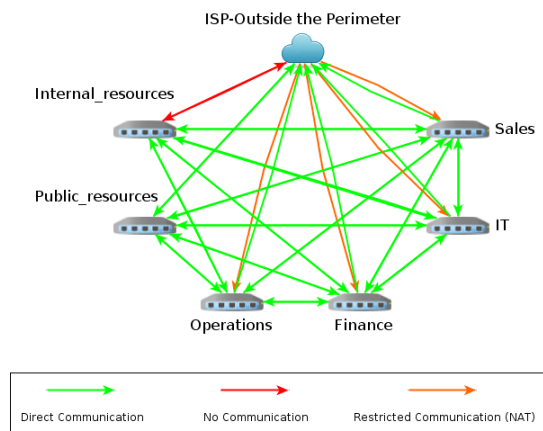 ISP-Outside the Perimeter
Internal_resources
Sales
Public_resources
IT
Operations
Finance
Direct Communication
No Communication
Restricted Communication (NAT)